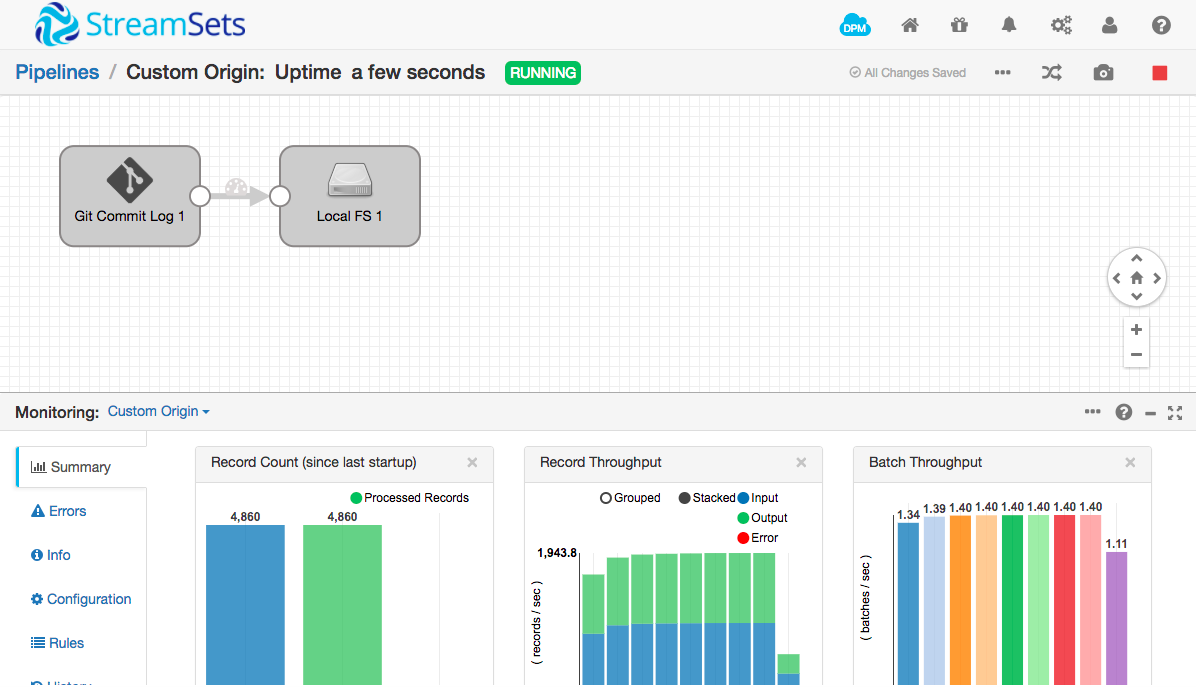 StreamSets
DPM
Pipelines / Custom Origin: Uptime a few seconds RUNNING
All Changes Saved
Git Commit Log 1
Local FS 1
Monitoring: Custom Origin
Summary
Errors
Info
Configuration
Rules
History
Record Count (since last startup)
Processed Records
4,860 4,860
Record Throughput
Grouped Stacked Input
Output
Error
1,943.8
( records / sec )
Batch Throughput
1.34 1.39 1.40 1.40 1.40 1.40 1.40 1.40 1.11
( batches / sec )